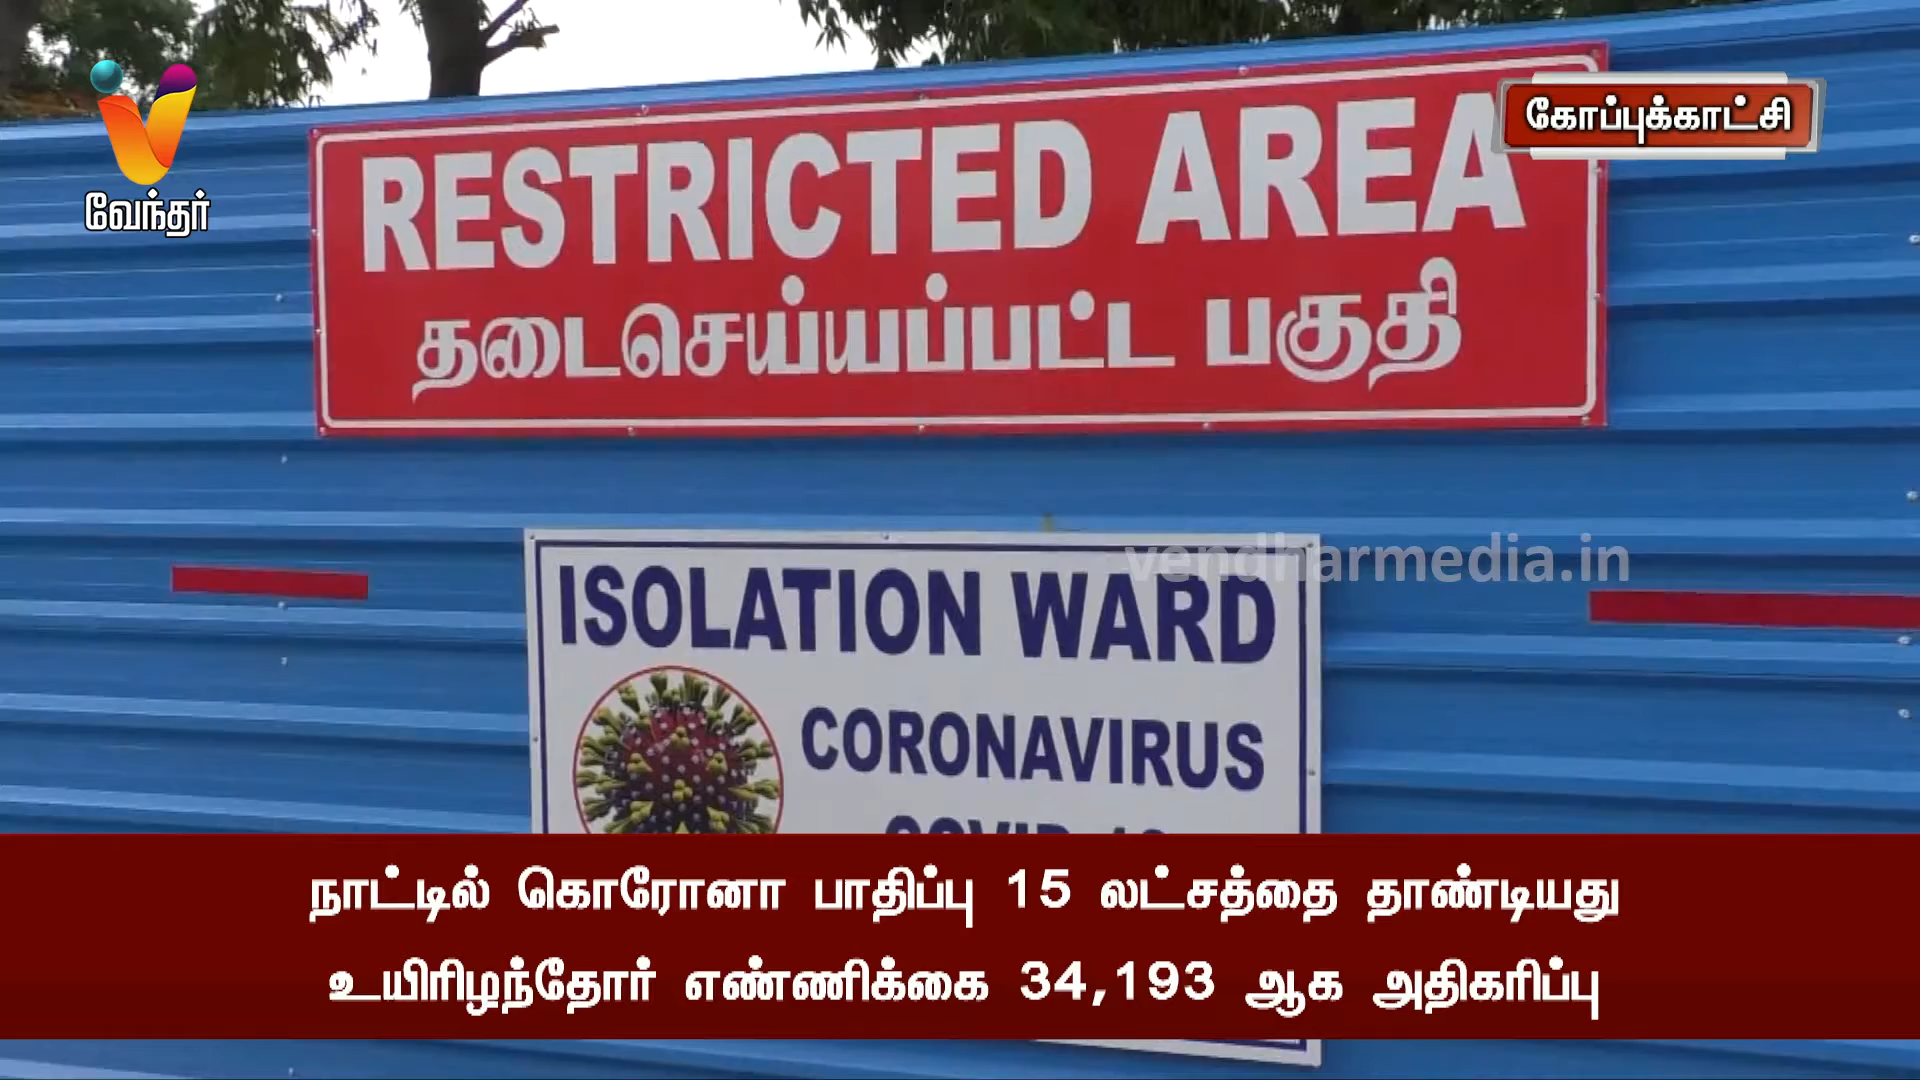 வேந்தர்
கோப்புக்காட்சி
RESTRICTED AREA
தடைசெய்யப்பட்ட பகுதி
vendharmedia.in
ISOLATION WARD
CORONAVIRUS
நாட்டில் கொரோனா பாதிப்பு 15 லட்சத்தை தாண்டியது
உயிரிழந்தோர் எண்ணிக்கை 34,193 ஆக அதிகரிப்பு